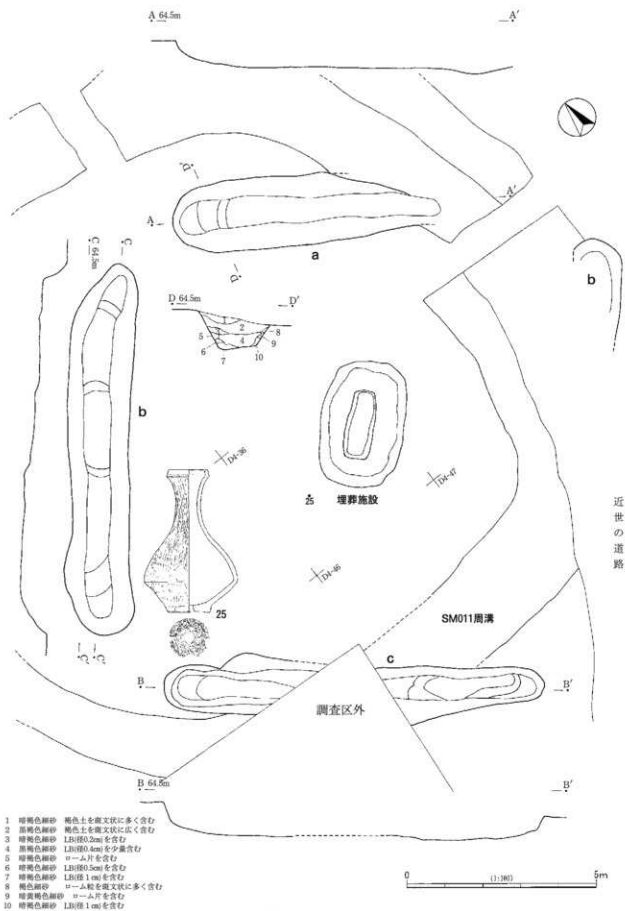 A 64.5m
A′
A
A′
D
D′
a
C 64.5m
C
b
b
D 64.5m
D′
1
2
4
5
6
7
8
9
10
D4-36
D4-47
25
埋葬施設
近世の道路
25
D4-46
SM011周溝
C′
C′
c
B
B′
調査区外
B 64.5m
B′
1 暗褐色細砂 褐色土を斑文状に多く含む
2 黒褐色細砂 褐色土を斑文状に広く含む
3 暗褐色細砂 LB(径0.2cm)を含む
4 黒褐色細砂 LB(径0.4cm)を少量含む
5 暗褐色細砂 ローム片を含む
6 暗褐色細砂 LB(径0.5cm)を含む
7 暗褐色細砂 LB(径1cm)を含む
8 褐色細砂 ローム粒を斑文状に多く含む
9 暗黄褐色細砂 ローム片を含む
10 暗褐色細砂 LB(径1cm)を含む
0
5m